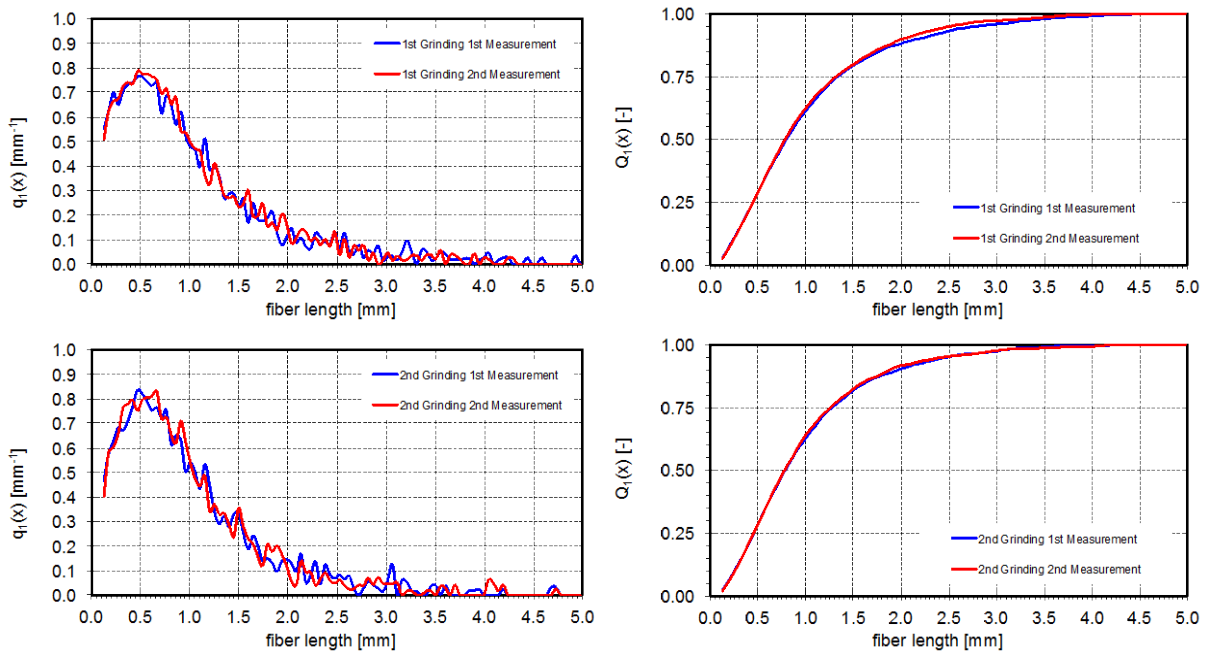 1.0
0.9
0.8
0.7
0.6
0.5
0.4
0.3
0.2
0.1
0.0
q₁(x) [mm⁻¹]
1st Grinding 1st Measurement
1st Grinding 2nd Measurement
0.0 0.5 1.0 1.5 2.0 2.5 3.0 3.5 4.0 4.5 5.0
fiber length [mm]
1.00
0.75
0.50
0.25
0.00
Q₁(x) [-]
1st Grinding 1st Measurement
1st Grinding 2nd Measurement
0.0 0.5 1.0 1.5 2.0 2.5 3.0 3.5 4.0 4.5 5.0
fiber length [mm]
1.0
0.9
0.8
0.7
0.6
0.5
0.4
0.3
0.2
0.1
0.0
q₁(x) [mm⁻¹]
2nd Grinding 1st Measurement
2nd Grinding 2nd Measurement
0.0 0.5 1.0 1.5 2.0 2.5 3.0 3.5 4.0 4.5 5.0
fiber length [mm]
1.00
0.75
0.50
0.25
0.00
Q₁(x) [-]
2nd Grinding 1st Measurement
2nd Grinding 2nd Measurement
0.0 0.5 1.0 1.5 2.0 2.5 3.0 3.5 4.0 4.5 5.0
fiber length [mm]